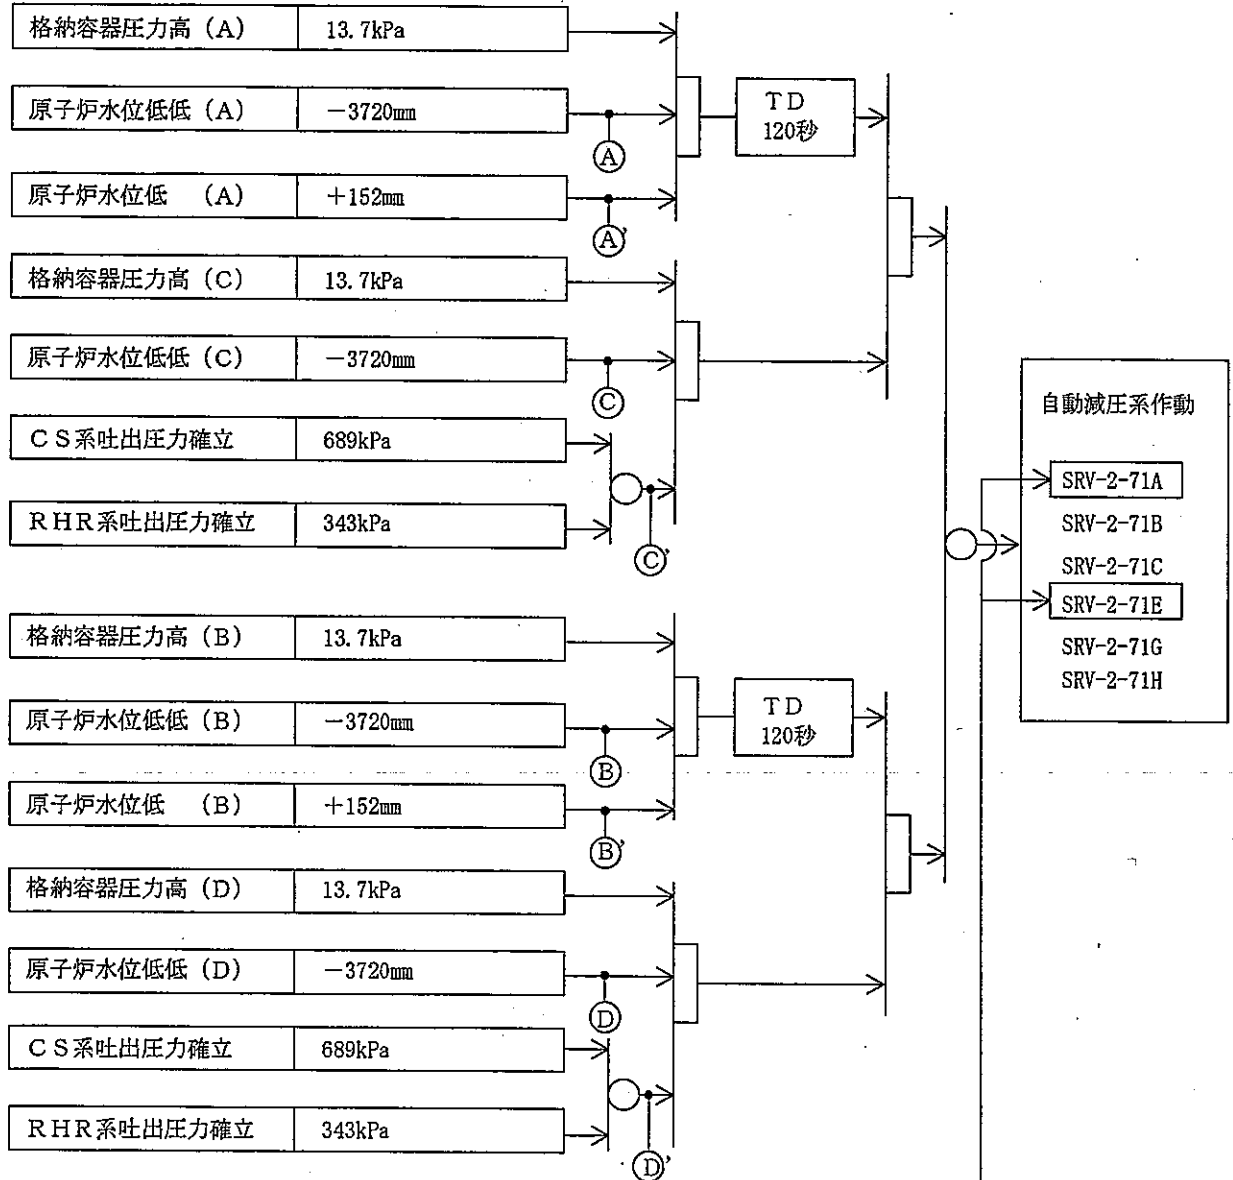 格納容器圧力高(A) 13.7kPa
原子炉水位低低(A) -3720mm
TD
120秒
Ⓐ
原子炉水位低 (A) +152mm
Ⓐ'
格納容器圧力高(C) 13.7kPa
原子炉水位低低(C) -3720mm
Ⓒ
CS系吐出圧力確立 689kPa
RHR系吐出圧力確立 343kPa
Ⓒ'
自動減圧系作動
SRV-2-71A
SRV-2-71B
SRV-2-71C
SRV-2-71E
SRV-2-71G
SRV-2-71H
格納容器圧力高(B) 13.7kPa
原子炉水位低低(B) -3720mm
TD
120秒
Ⓑ
原子炉水位低 (B) +152mm
Ⓑ'
格納容器圧力高(D) 13.7kPa
原子炉水位低低(D) -3720mm
Ⓓ
CS系吐出圧力確立 689kPa
RHR系吐出圧力確立 343kPa
Ⓓ'